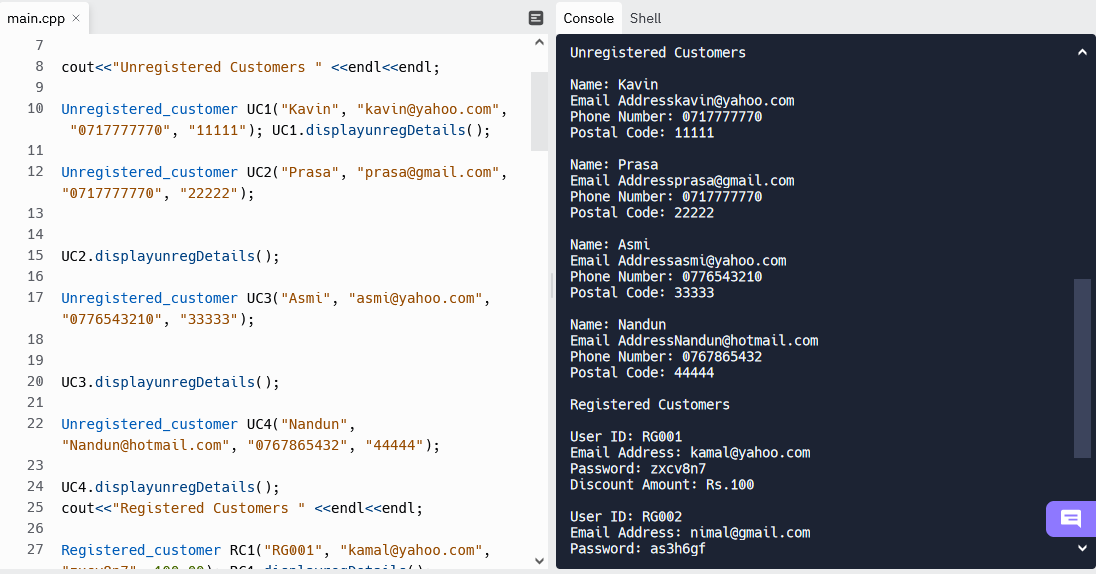 main.cpp ×
7
8 cout<<"Unregistered Customers " <<endl<<endl;
9
10 Unregistered_customer UC1("Kavin", "kavin@yahoo.com",
"0717777770", "11111"); UC1.displayunregDetails();
11
12 Unregistered_customer UC2("Prasa", "prasa@gmail.com",
"0717777770", "22222");
13
14
15 UC2.displayunregDetails();
16
17 Unregistered_customer UC3("Asmi", "asmi@yahoo.com",
"0776543210", "33333");
18
19
20 UC3.displayunregDetails();
21
22 Unregistered_customer UC4("Nandun",
"Nandun@hotmail.com", "0767865432", "44444");
23
24 UC4.displayunregDetails();
25 cout<<"Registered Customers " <<endl<<endl;
26
27 Registered_customer RC1("RG001", "kamal@yahoo.com",
Console Shell
Unregistered Customers
Name: Kavin
Email Addresskavin@yahoo.com
Phone Number: 0717777770
Postal Code: 11111
Name: Prasa
Email Addressprasa@gmail.com
Phone Number: 0717777770
Postal Code: 22222
Name: Asmi
Email Addressasmi@yahoo.com
Phone Number: 0776543210
Postal Code: 33333
Name: Nandun
Email AddressNandun@hotmail.com
Phone Number: 0767865432
Postal Code: 44444
Registered Customers
User ID: RG001
Email Address: kamal@yahoo.com
Password: zxcv8n7
Discount Amount: Rs.100
User ID: RG002
Email Address: nimal@gmail.com
Password: as3h6gf